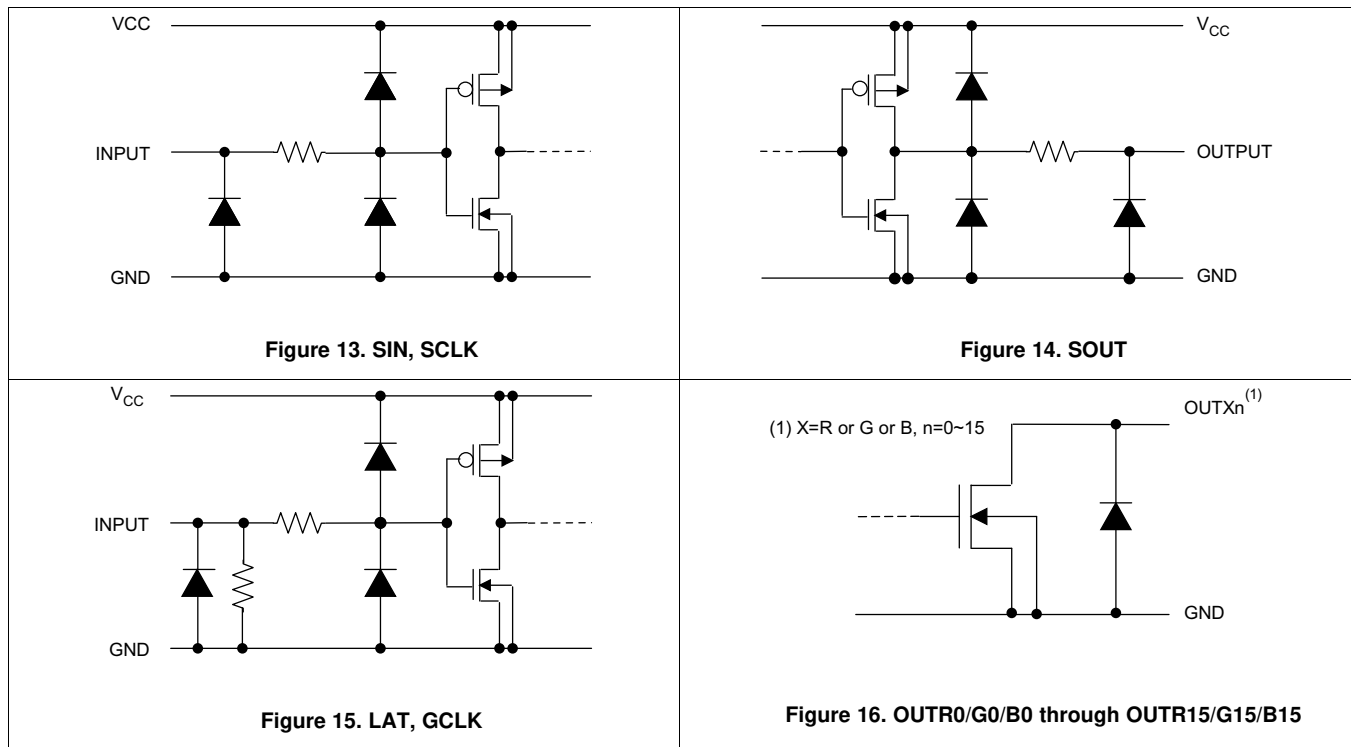 VCC
INPUT
GND
Figure 13. SIN, SCLK
VCC
OUTPUT
GND
Figure 14. SOUT
VCC
INPUT
GND
Figure 15. LAT, GCLK
OUTXn(1)
(1) X=R or G or B, n=0~15
GND
Figure 16. OUTR0/G0/B0 through OUTR15/G15/B15